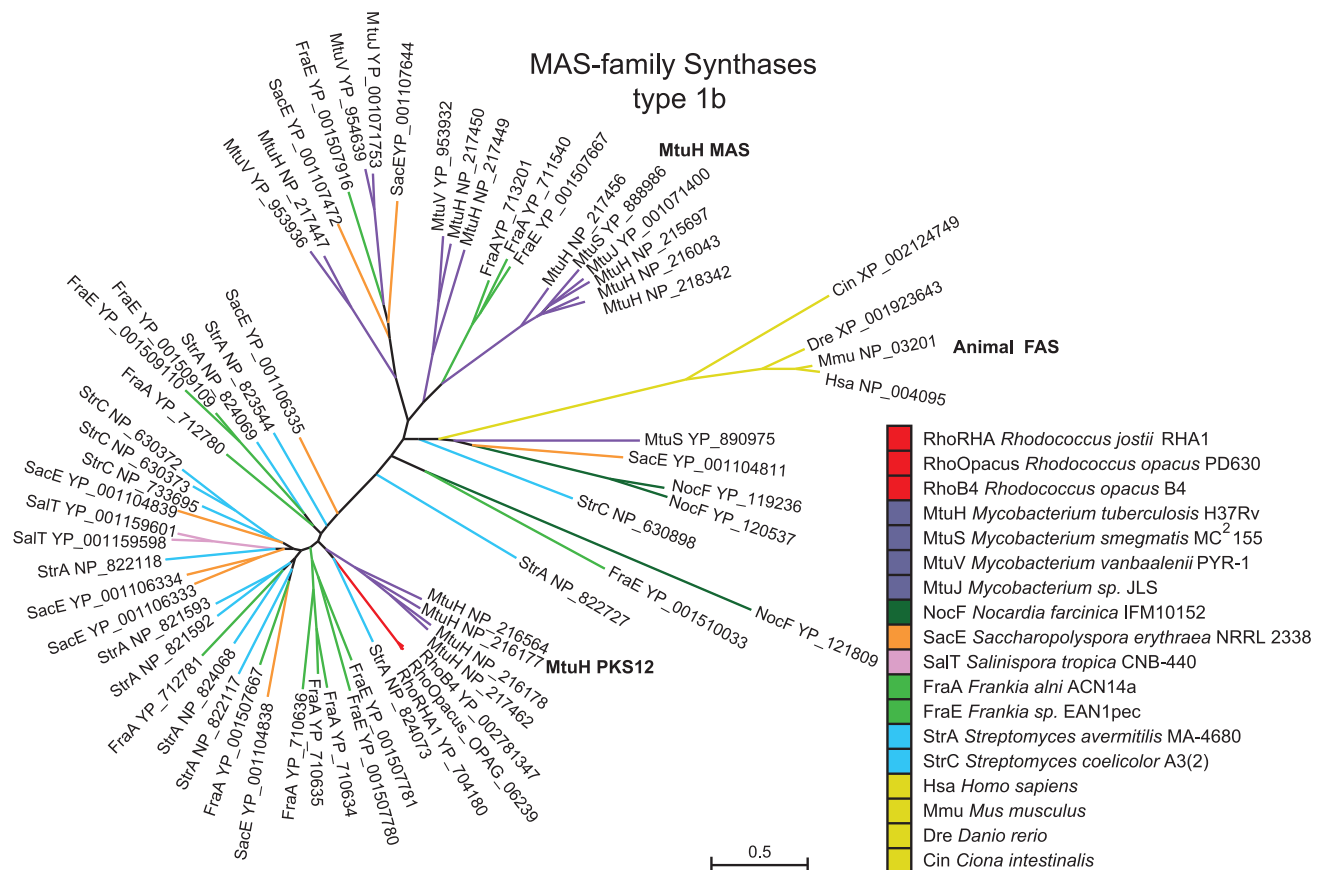 MAS-family Synthases
type 1b
MtuV YP_953936
MtuH NP_217447
SacE YP_001107472
FraE YP_001507916
MtuV YP_954639
MtuJ YP_001071753
SacEYP_001107644
MtuV YP_953932
MtuH NP_217450
MtuH NP_217449
FraAYP_713201
FraA YP_711540
FraE YP_001507667
MtuH MAS
MtuH NP_217456
MtuS YP_888986
MtuJ YP_001071400
MtuH NP_215697
MtuH NP_216043
MtuH NP_218342
Cin XP_002124749
Dre XP_001923643
Mmu NP_03201
Hsa NP_004095
Animal FAS
MtuS YP_890975
SacE YP_001104811
NocF YP_119236
NocF YP_120537
StrC NP_630898
NocF YP_121809
FraE YP_001510033
StrA NP_822727
SacE YP_001106335
StrA NP_823544
StrA NP_824069
FraE YP_001509109
FraE YP_001509110
FraA YP_712780
StrC NP_630372
StrC NP_630373
StrC NP_733695
SacE YP_001104839
SalT YP_001159601
SalT YP_001159598
StrA NP_822118
SacE YP_001106334
SacE YP_001106333
StrA NP_821593
StrA NP_821592
FraA YP_712781
StrA NP_824068
StrA NP_822117
FraA YP_001507667
SacE YP_001104838
FraA YP_710636
FraA YP_710635
FraA YP_710634
FraE YP_001507780
FraE YP_001507781
StrA NP_824073
RhoRHA1 YP_704180
RhoOpacus_OPAG_06239
RhoB4 YP_002781347
MtuH NP_217462
MtuH NP_216178
MtuH NP_216177
MtuH NP_216564
MtuH PKS12
RhoRHA Rhodococcus jostii RHA1
RhoOpacus Rhodococcus opacus PD630
RhoB4 Rhodococcus opacus B4
MtuH Mycobacterium tuberculosis H37Rv
MtuS Mycobacterium smegmatis MC² 155
MtuV Mycobacterium vanbaalenii PYR-1
MtuJ Mycobacterium sp. JLS
NocF Nocardia farcinica IFM10152
SacE Saccharopolyspora erythraea NRRL 2338
SalT Salinispora tropica CNB-440
FraA Frankia alni ACN14a
FraE Frankia sp. EAN1pec
StrA Streptomyces avermitilis MA-4680
StrC Streptomyces coelicolor A3(2)
Hsa Homo sapiens
Mmu Mus musculus
Dre Danio rerio
Cin Ciona intestinalis
0.5